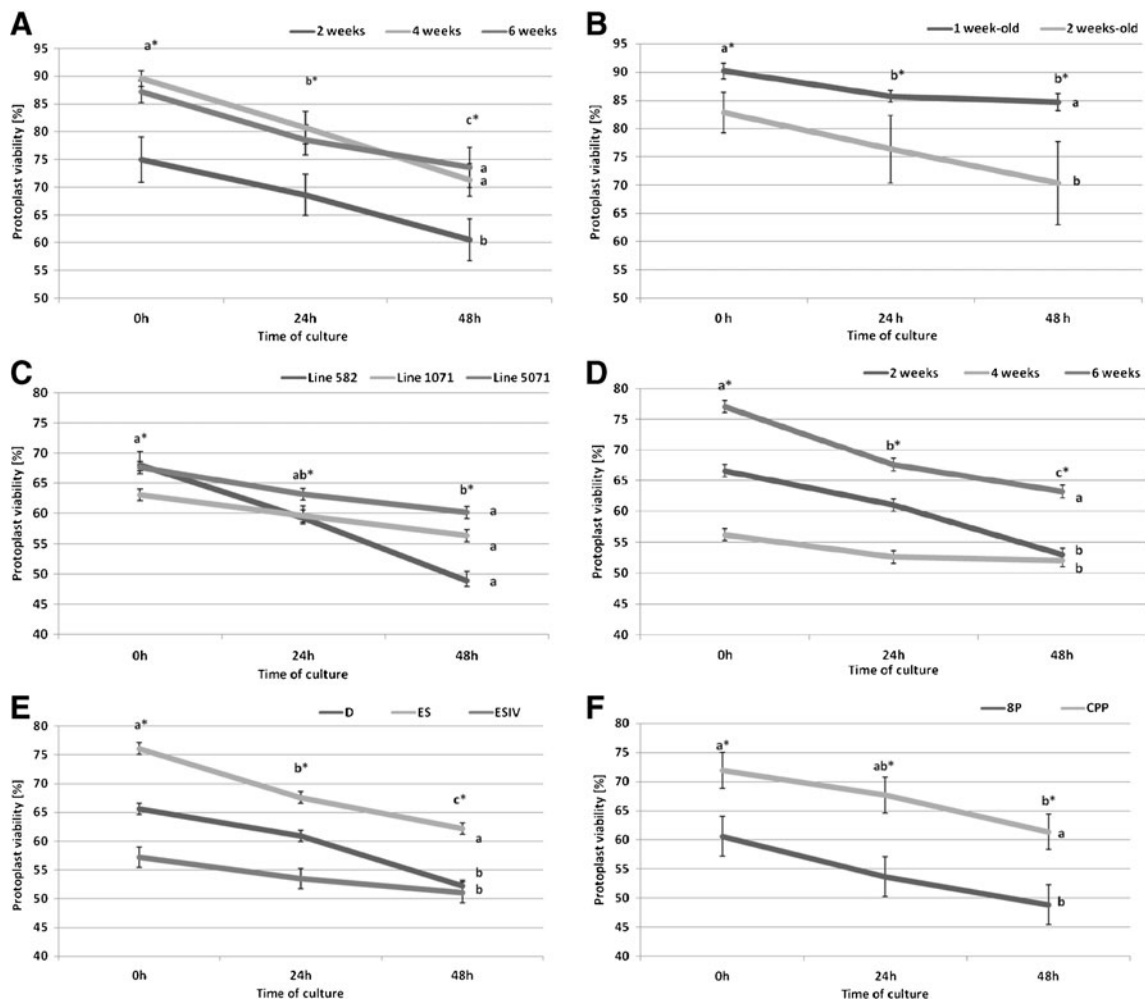 A
2 weeks 4 weeks 6 weeks
Protoplast viability [%]
95
90
85
80
75
70
65
60
55
50
a*
b*
c*
a
a
b
0h 24h 48h
Time of culture
B
1 week-old 2 weeks-old
Protoplast viability [%]
95
90
85
80
75
70
65
60
55
50
a*
b*
b*
a
b
0h 24h 48h
Time of culture
C
Line 582 Line 1071 Line 5071
Protoplast viability [%]
80
75
70
65
60
55
50
45
40
a*
ab*
b*
a
a
a
0h 24h 48h
Time of culture
D
2 weeks 4 weeks 6 weeks
Protoplast viability [%]
80
75
70
65
60
55
50
45
40
a*
b*
c*
a
b
b
0h 24h 48h
Time of culture
E
D ES ESIV
Protoplast viability [%]
80
75
70
65
60
55
50
45
40
a*
b*
c*
a
b
b
0h 24h 48h
Time of culture
F
8P CPP
Protoplast viability [%]
80
75
70
65
60
55
50
45
40
a*
ab*
b*
a
b
0h 24h 48h
Time of culture